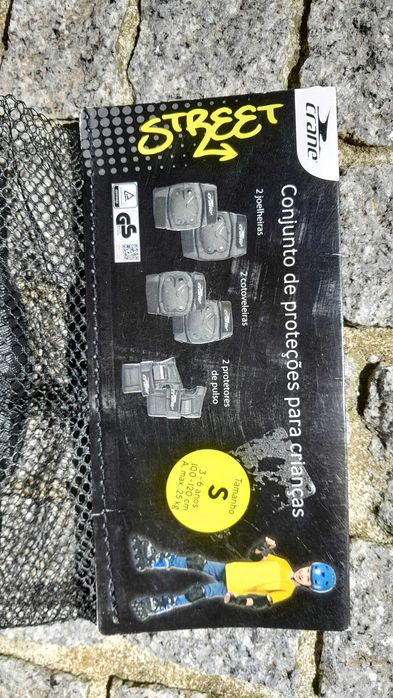 STREET
crane
Conjunto de proteções para crianças
2 joelheiras
2 cotoveleiras
2 protetores
de pulso
GS
Tamanho
S
3-6 anos
100-120 cm
A, max. 25 kg